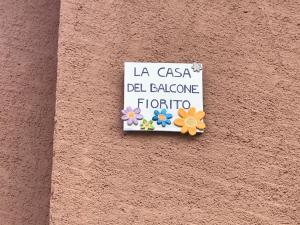 LA CASA
DEL BALCONE
FIORITO